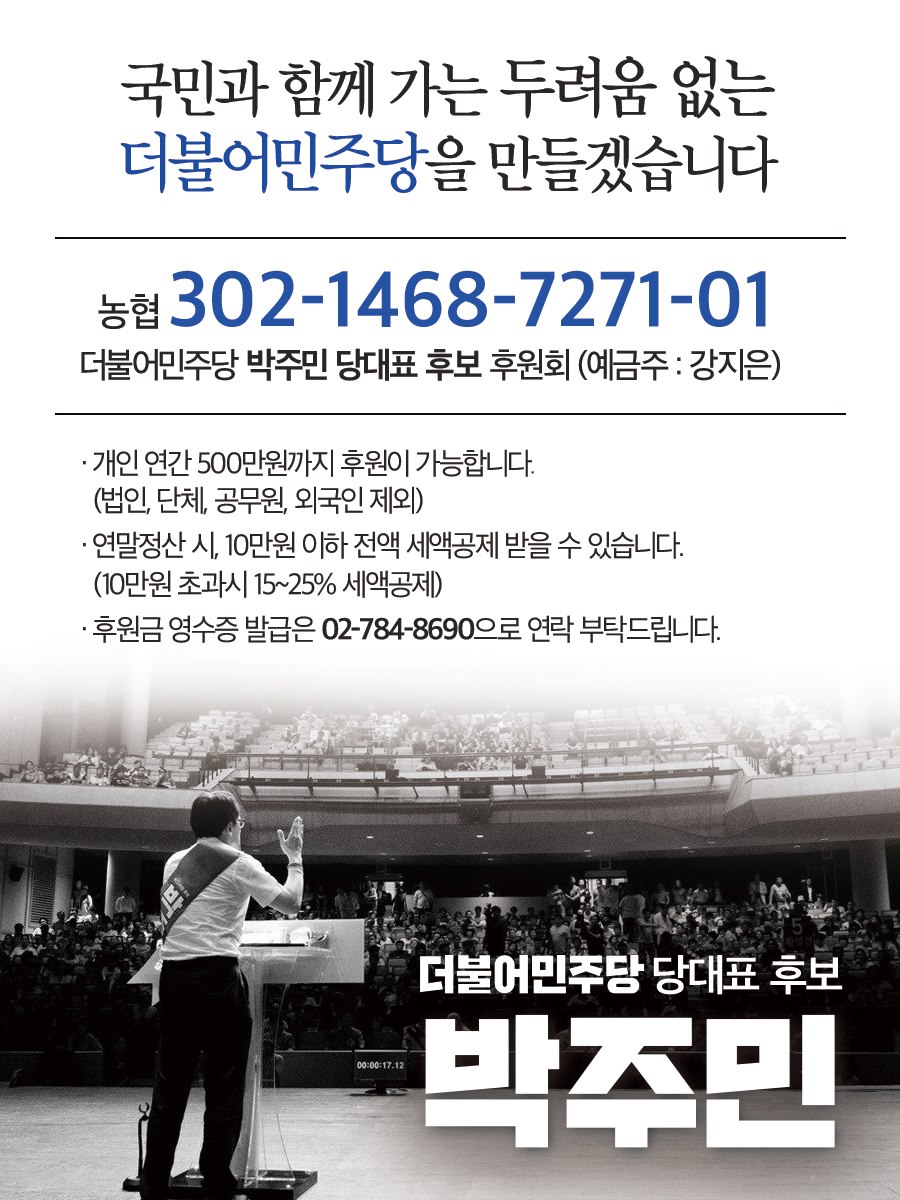 국민과 함께 가는 두려움 없는
더불어민주당을 만들겠습니다
농협 302-1468-7271-01
더불어민주당 박주민 당대표 후보 후원회 (예금주 : 강지은)
· 개인 연간 500만원까지 후원이 가능합니다.
(법인, 단체, 공무원, 외국인 제외)
· 연말정산 시, 10만원 이하 전액 세액공제 받을 수 있습니다.
(10만원 초과시 15~25% 세액공제)
· 후원금 영수증 발급은 02-784-8690으로 연락 부탁드립니다.
더불어민주당 당대표 후보
00:00:17.12
박주민